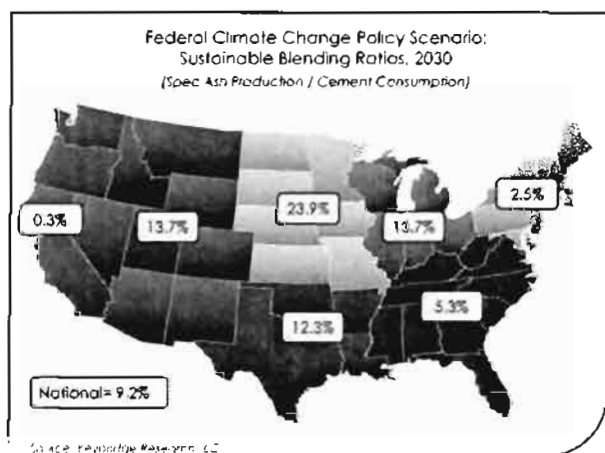 Federal Climate Change Policy Scenario:
Sustainable Blending Ratios, 2030
(Spec Ash Production / Cement Consumption)
2.5%
23.9%
0.3%
13.7%
13.7%
5.3%
12.3%
National= 9.2%
Source: